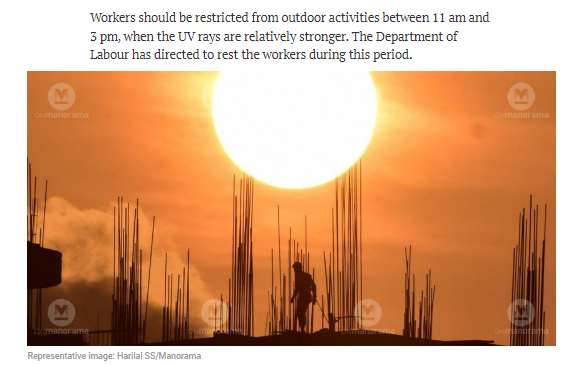 Workers should be restricted from outdoor activities between 11 am and
3 pm, when the UV rays are relatively stronger. The Department of
Labour has directed to rest the workers during this period.
onmanorama onmanorama
onmanorama onmanorama onmanorama onmanorama
Representative image: Harilal SS/Manorama